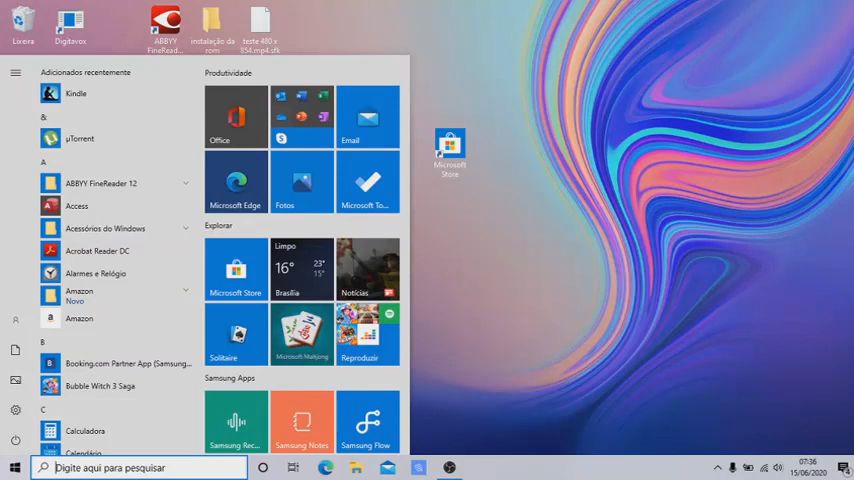 Lixeira
Digitavox
ABBYY
FineRead...
instalação da
rom
teste 480 x
854.mp4.sfk
Adicionados recentemente
Kindle
&
µTorrent
A
ABBYY FineReader 12
Access
Acessórios do Windows
Acrobat Reader DC
Alarmes e Relógio
Amazon
Novo
Amazon
B
Booking.com Partner App (Samsung...
Bubble Witch 3 Saga
C
Calculadora
Calendário
Produtividade
Office
Email
Microsoft Edge
Fotos
Microsoft To...
Explorar
Microsoft Store
Limpo
16°
23°
15°
Brasília
Notícias
Solitaire
Microsoft Mahjong
Reproduzir
Samsung Apps
Samsung Rec...
Samsung Notes
Samsung Flow
Microsoft
Store
Digite aqui para pesquisar
07:36
15/06/2020
4